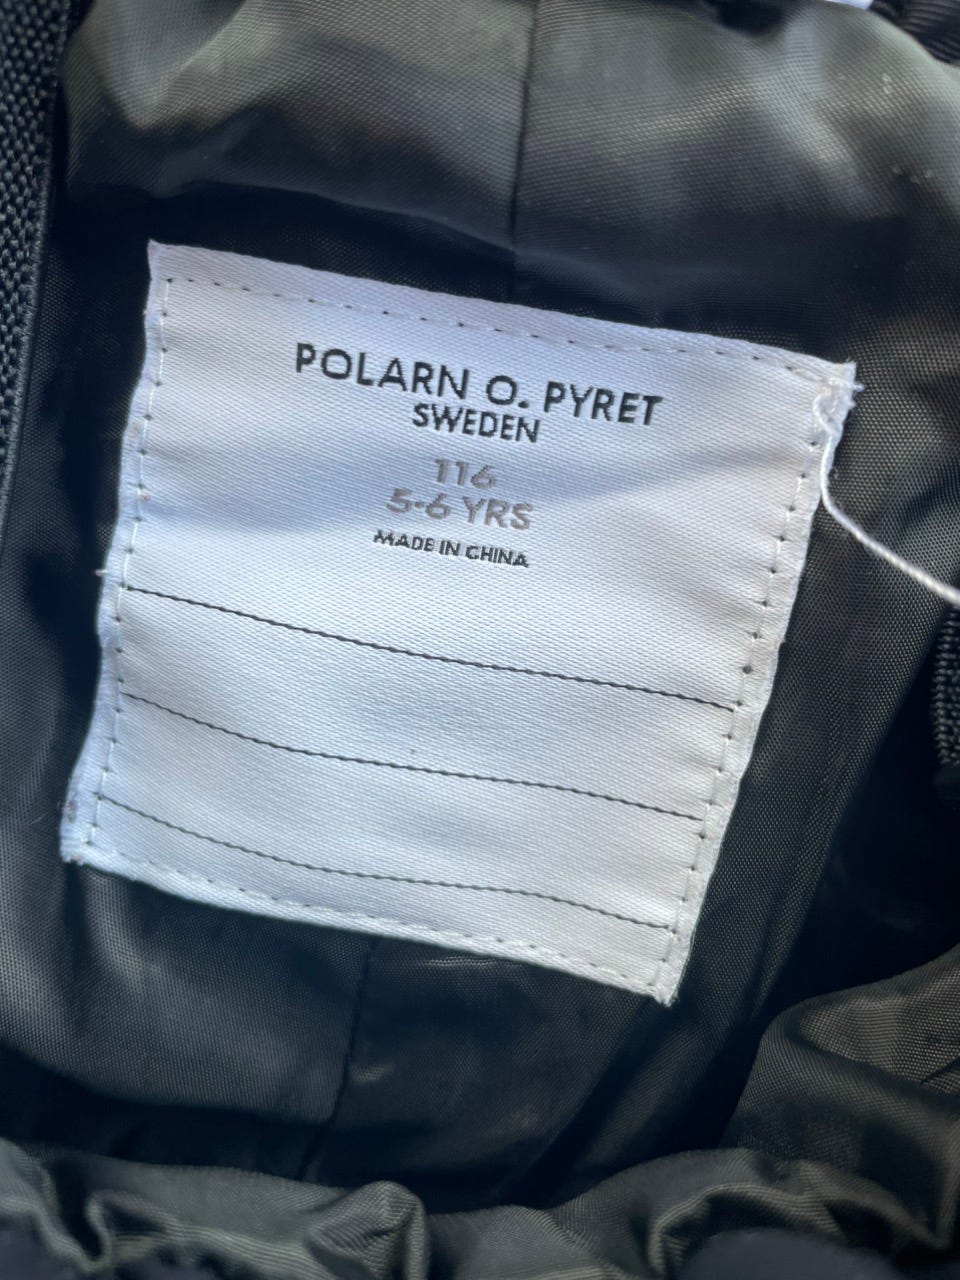 POLARN O. PYRET
SWEDEN
116
5-6 YRS
MADE IN CHINA